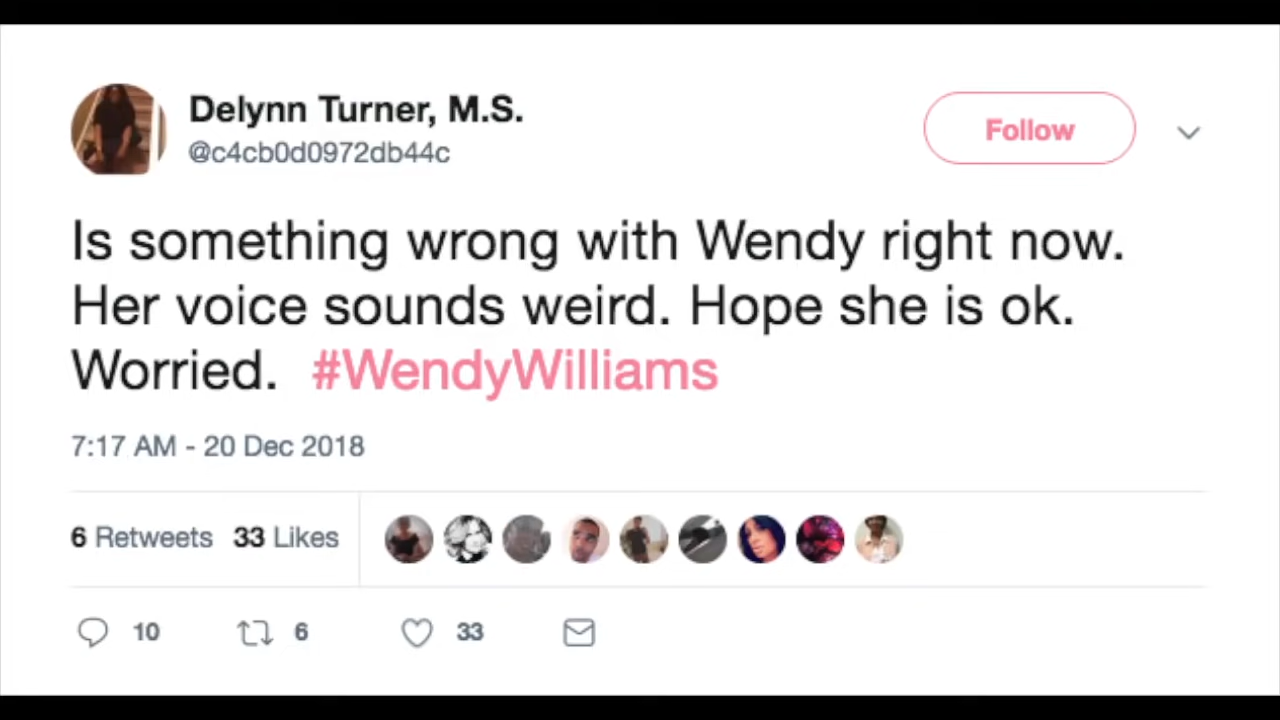 Delynn Turner, M.S.
@c4cb0d0972db44c
Follow
Is something wrong with Wendy right now.
Her voice sounds weird. Hope she is ok.
Worried. #WendyWilliams
7:17 AM - 20 Dec 2018
6 Retweets 33 Likes
10 6 33